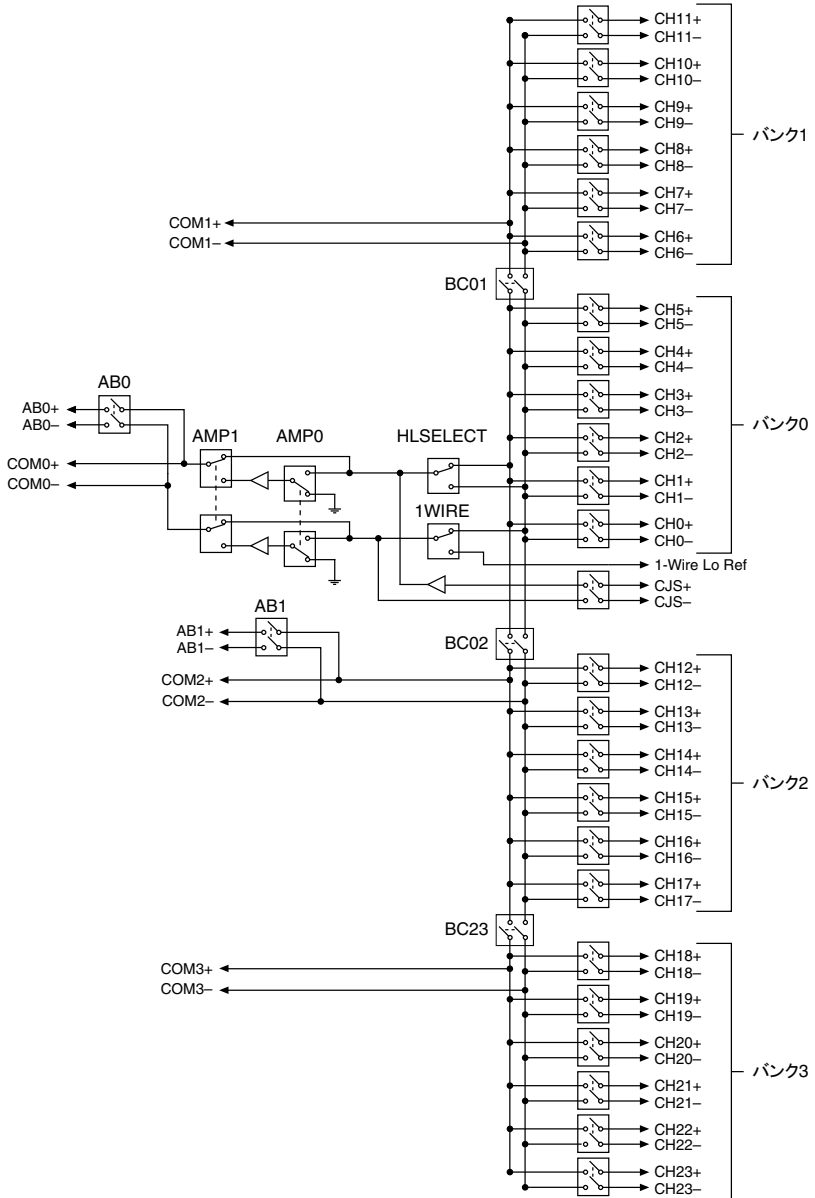 CH11+
CH11–
CH10+
CH10–
CH9+
CH9–
バンク1
CH8+
CH8–
CH7+
CH7–
COM1+
CH6+
COM1–
CH6–
BC01
CH5+
CH5–
CH4+
CH4–
AB0
CH3+
AB0+
CH3–
AB0–
バンク0
AMP1
AMP0
HLSELECT
CH2+
CH2–
COM0+
CH1+
COM0–
CH1–
1WIRE
CH0+
CH0–
1-Wire Lo Ref
CJS+
CJS–
AB1
AB1+
AB1–
BC02
CH12+
COM2+
CH12–
COM2–
CH13+
CH13–
CH14+
CH14–
バンク2
CH15+
CH15–
CH16+
CH16–
CH17+
CH17–
BC23
CH18+
COM3+
CH18–
COM3–
CH19+
CH19–
CH20+
CH20–
バンク3
CH21+
CH21–
CH22+
CH22–
CH23+
CH23–